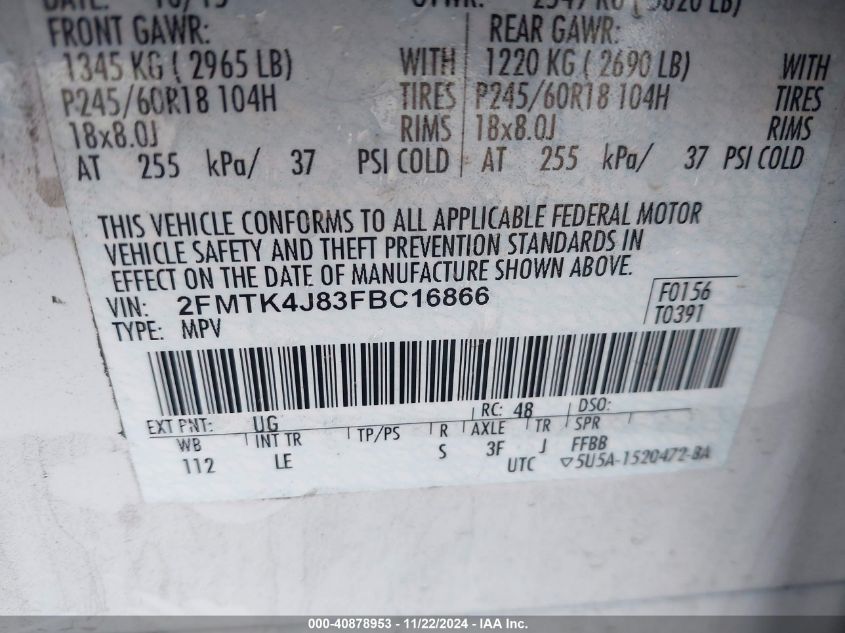 DATE: 10/15
FRONT GAWR: REAR GAWR:
1345 KG ( 2965 LB) WITH 1220 KG ( 2690 LB) WITH
P245/60R18 104H TIRES P245/60R18 104H TIRES
18x8.0J RIMS 18x8.0J RIMS
AT 255 kPa/ 37 PSI COLD AT 255 kPa/ 37 PSI COLD
THIS VEHICLE CONFORMS TO ALL APPLICABLE FEDERAL MOTOR
VEHICLE SAFETY AND THEFT PREVENTION STANDARDS IN
EFFECT ON THE DATE OF MANUFACTURE SHOWN ABOVE.
VIN: 2FMTK4J83FBC16866 F0156
TYPE: MPV T0391
EXT PNT: UG RC: 48 DSO:
WB INT TR TP/PS R AXLE TR SPR
112 LE S 3F J FFBB
UTC ▽5U5A-1520472-BA
000-40878953 - 11/22/2024 - IAA Inc.